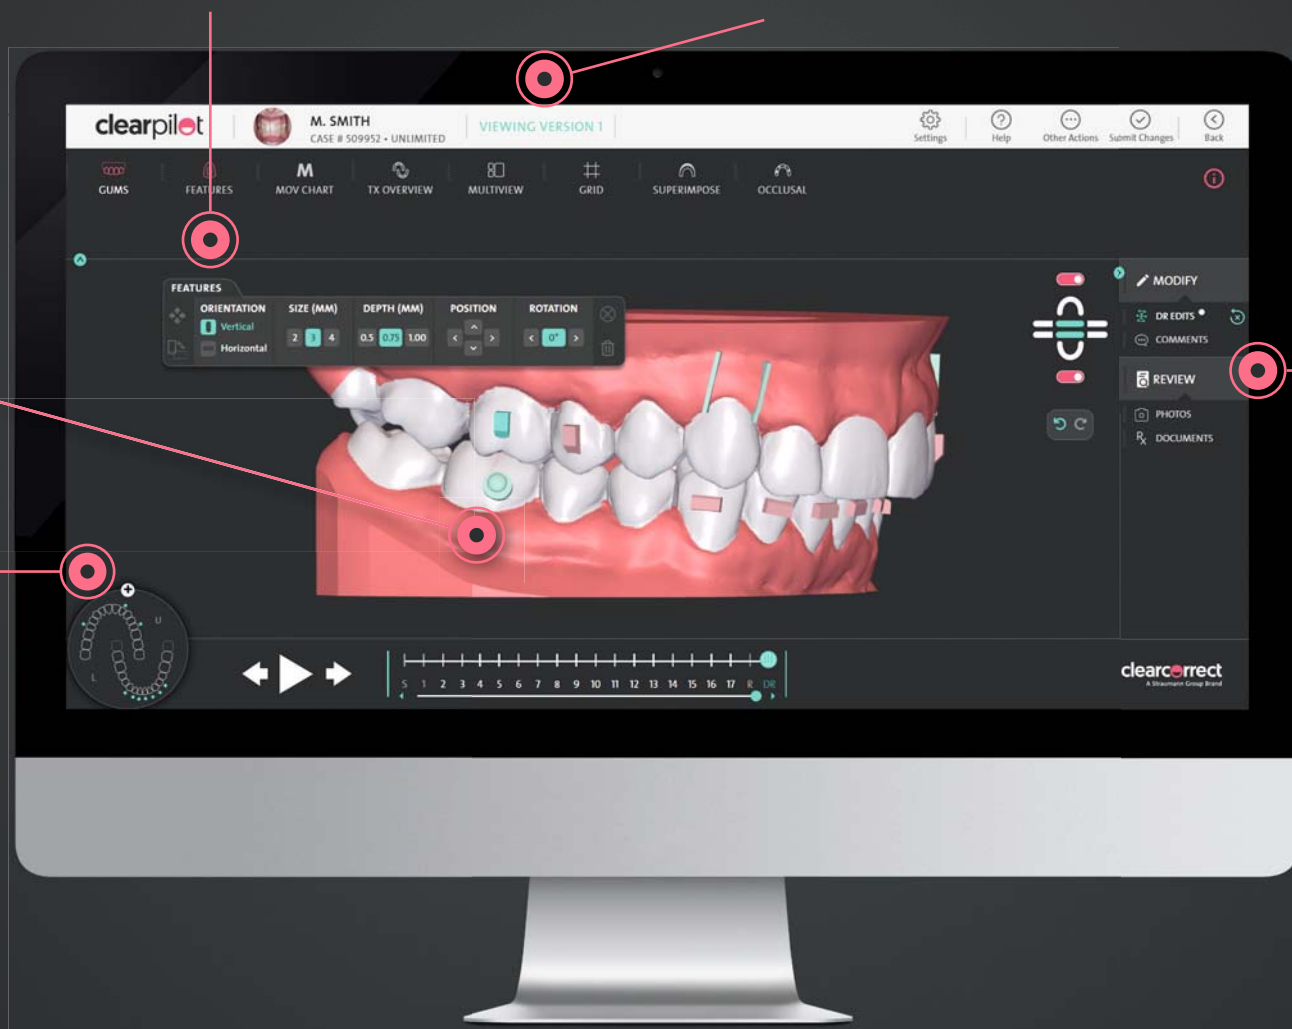 clearpilot
M. SMITH
CASE # 509952 • UNLIMITED
VIEWING VERSION 1
Settings
Help
Other Actions
Submit Changes
Back
GUMS
FEATURES
MOV CHART
TX OVERVIEW
MULTIVIEW
GRID
SUPERIMPOSE
OCCLUSAL
FEATURES
ORIENTATION
Vertical
Horizontal
SIZE (MM)
2 3 4
DEPTH (MM)
0.5 0.75 1.00
POSITION
ROTATION
0°
MODIFY
DR EDITS
COMMENTS
REVIEW
PHOTOS
DOCUMENTS
U
L
S 1 2 3 4 5 6 7 8 9 10 11 12 13 14 15 16 17 R DR
clearcorrect
A Straumann Group Brand